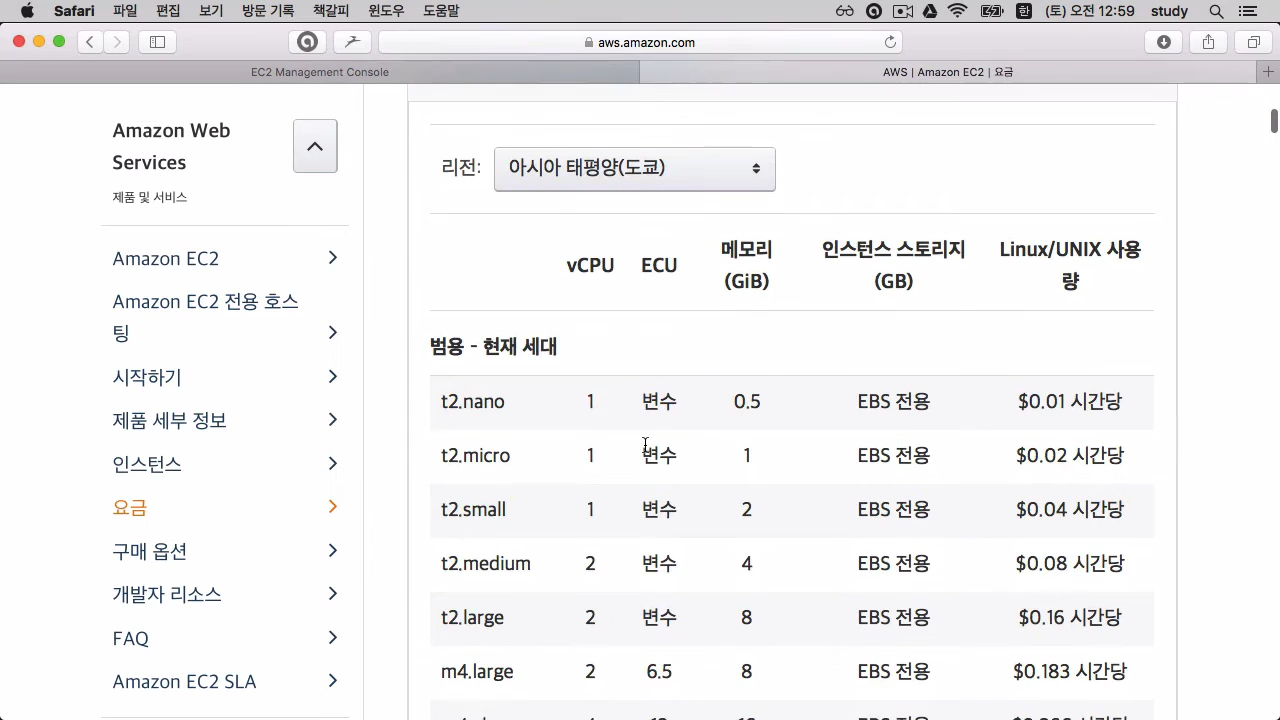 Safari 파일 편집 보기 방문 기록 책갈피 윈도우 도움말 한 (토) 오전 12:59 study
aws.amazon.com
EC2 Management Console AWS | Amazon EC2 | 요금
Amazon Web
Services
제품 및 서비스
Amazon EC2
Amazon EC2 전용 호스
팅
시작하기
제품 세부 정보
인스턴스
요금
구매 옵션
개발자 리소스
FAQ
Amazon EC2 SLA
리전: 아시아 태평양(도쿄)
vCPU ECU 메모리 (GiB) 인스턴스 스토리지 (GB) Linux/UNIX 사용량
범용 - 현재 세대
t2.nano 1 변수 0.5 EBS 전용 $0.01 시간당
t2.micro 1 변수 1 EBS 전용 $0.02 시간당
t2.small 1 변수 2 EBS 전용 $0.04 시간당
t2.medium 2 변수 4 EBS 전용 $0.08 시간당
t2.large 2 변수 8 EBS 전용 $0.16 시간당
m4.large 2 6.5 8 EBS 전용 $0.183 시간당